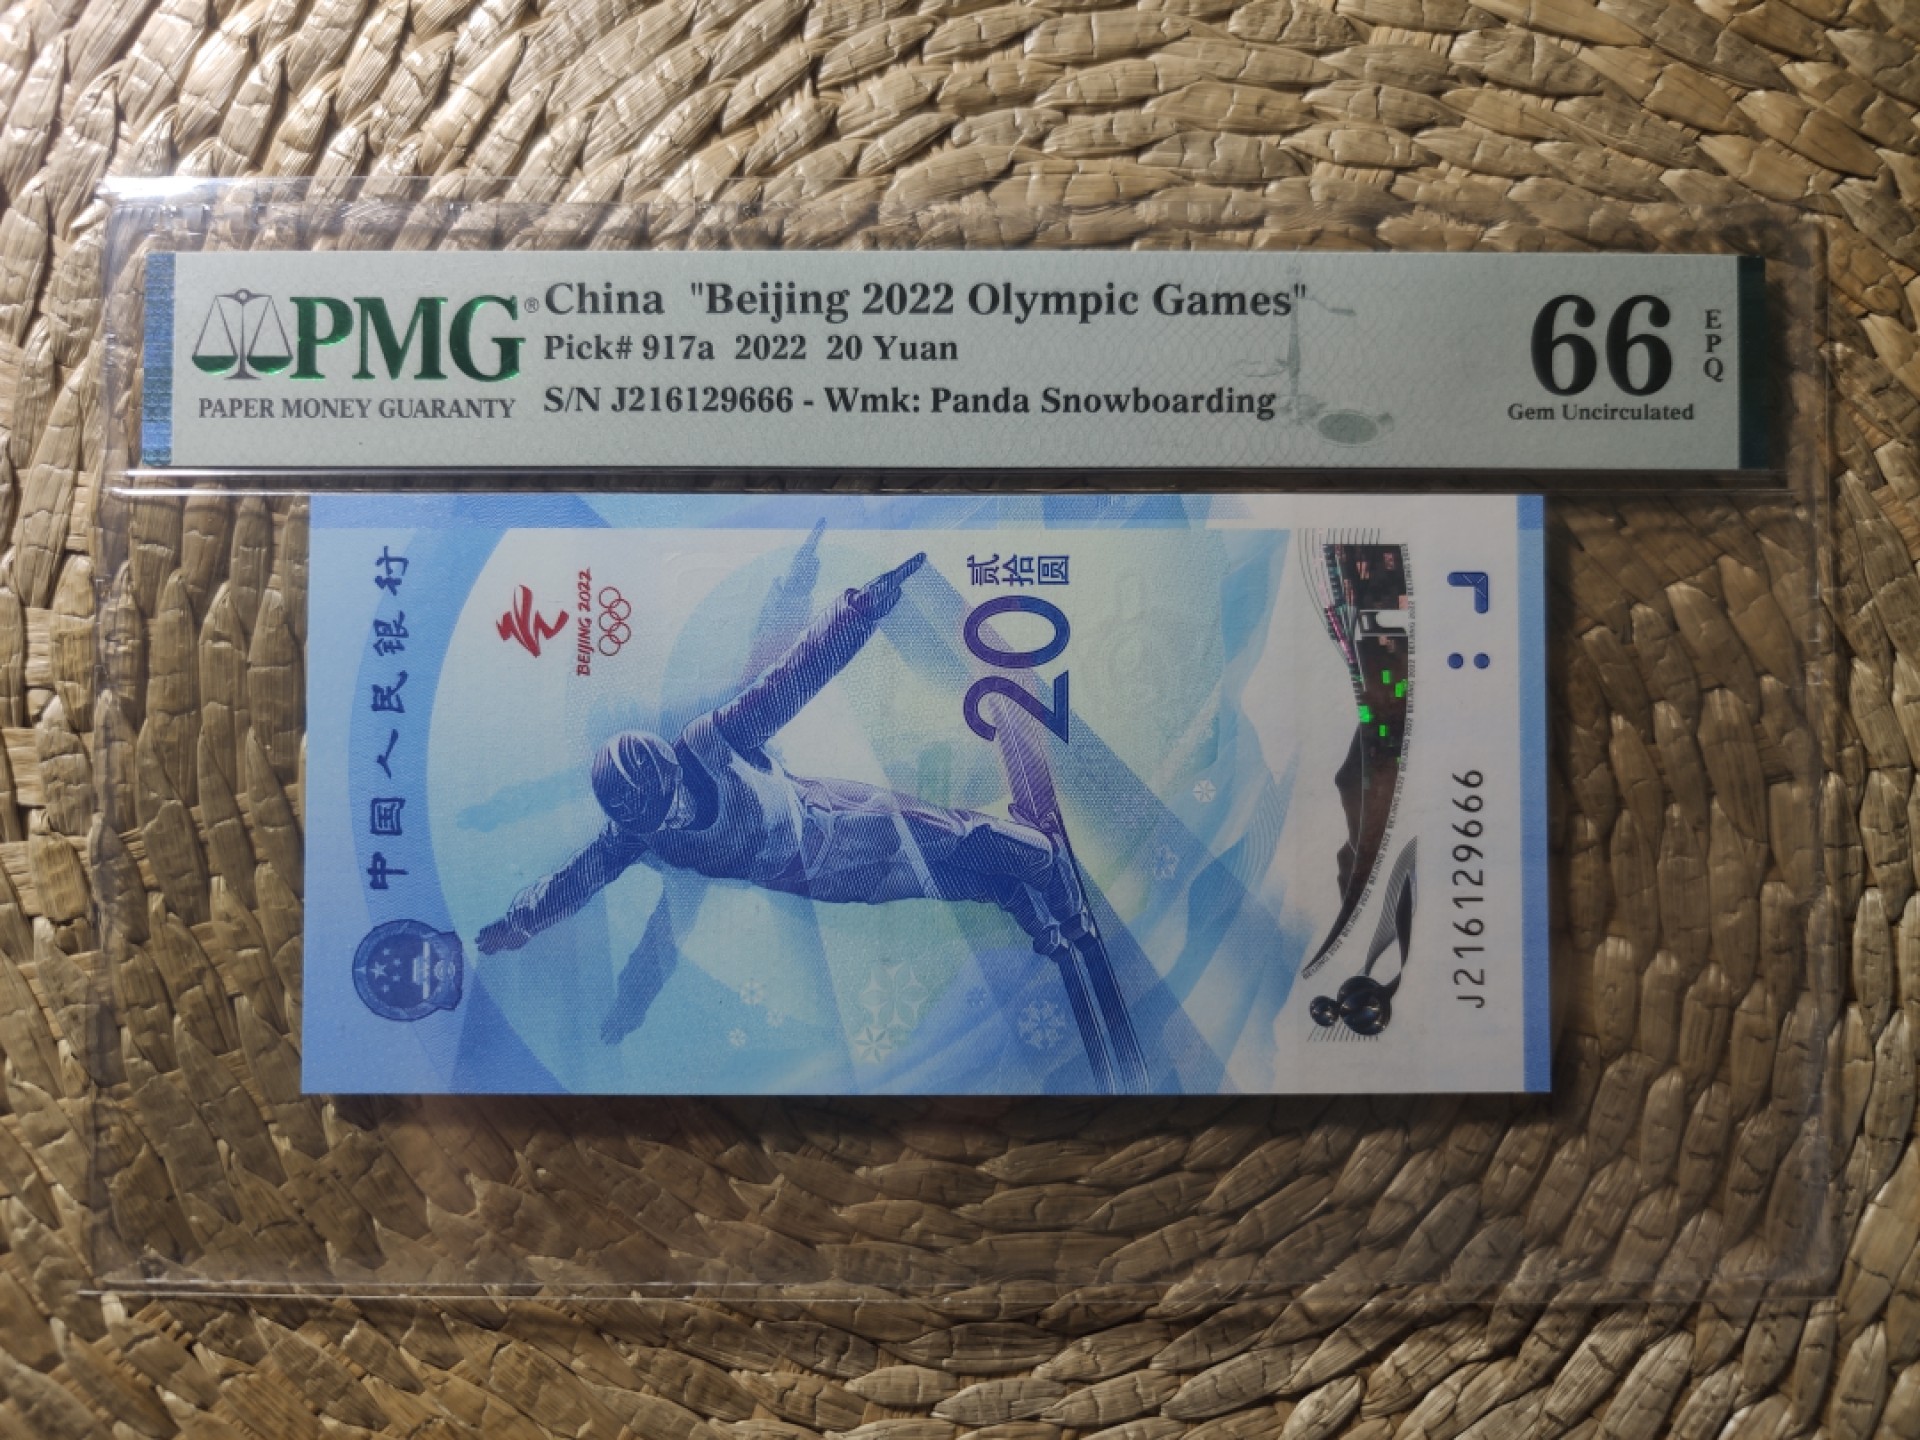 PMG®
PAPER MONEY GUARANTY
China "Beijing 2022 Olympic Games"
Pick# 917a 2022 20 Yuan
S/N J216129666 - Wmk: Panda Snowboarding
66
EPQ
Gem Uncirculated
中国人民银行
BEIJING 2022
贰拾圆
20
J216129666